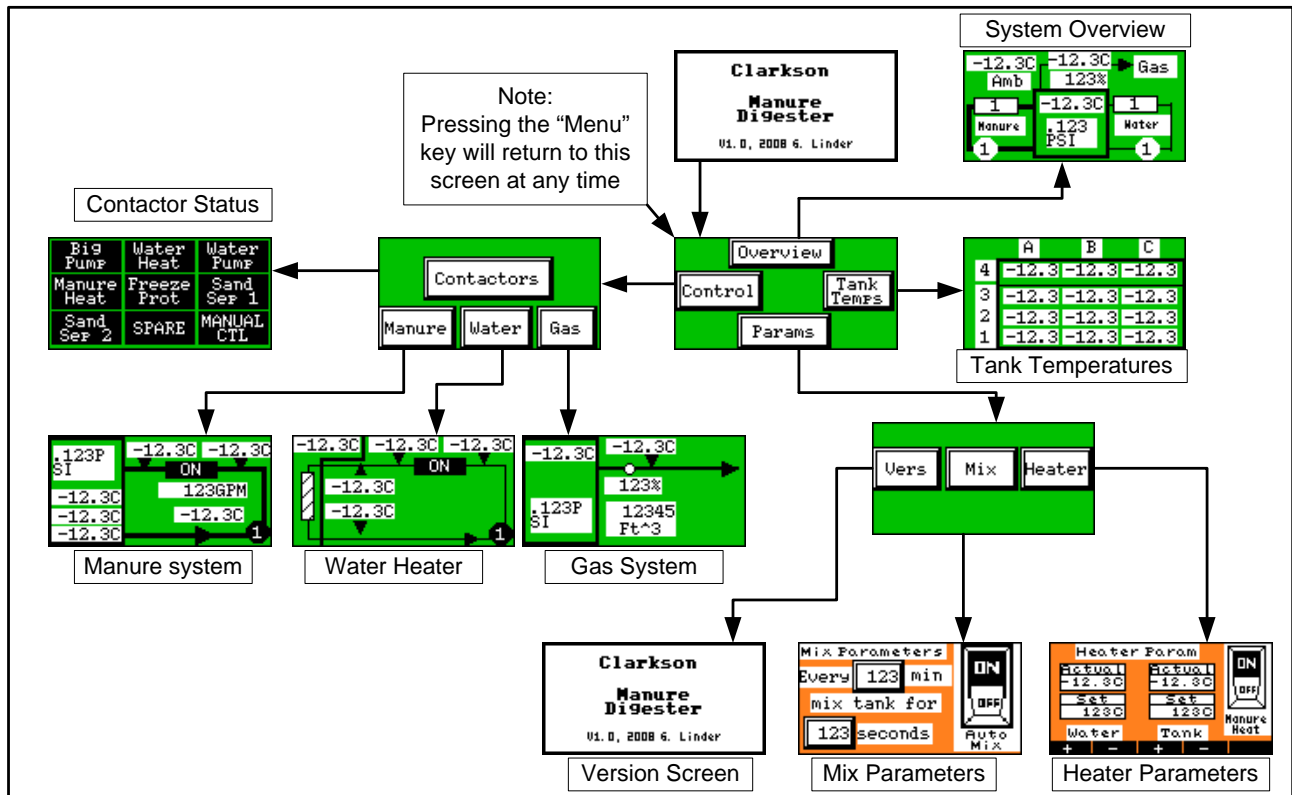 System Overview
-12.3C
-12.3C
Gas
Amb
123%
1
-12.3C
1
Manure
.123
PSI
Water
1
1
Clarkson
Manure
Digester
V1.0, 2008 G. Linder
Note:
Pressing the “Menu”
key will return to this
screen at any time
Contactor Status
Big Pump
Water Heat
Water Pump
Manure Heat
Freeze Prot
Sand Sep 1
Sand Sep 2
SPARE
MANUAL CTL
Contactors
Manure
Water
Gas
Overview
Control
Tank
Temps
Params
A B C
4 -12.3 -12.3 -12.3
3 -12.3 -12.3 -12.3
2 -12.3 -12.3 -12.3
1 -12.3 -12.3 -12.3
Tank Temperatures
.123P
SI
-12.3C -12.3C
ON
123GPM
-12.3C
-12.3C
-12.3C
-12.3C
1
Manure system
-12.3C -12.3C -12.3C
ON
-12.3C
-12.3C
1
Water Heater
-12.3C
-12.3C
123%
.123P
SI
12345
Ft^3
Gas System
Vers
Mix
Heater
Clarkson
Manure
Digester
V1.0, 2008 G. Linder
Version Screen
Mix Parameters
Every 123 min
mix tank for
123 seconds
ON
OFF
Auto
Mix
Mix Parameters
Heater Param
Actual Actual
-12.3C -12.3C
Set Set
123C 123C
Water Tank
+ - + -
ON
OFF
Manure
Heat
Heater Parameters